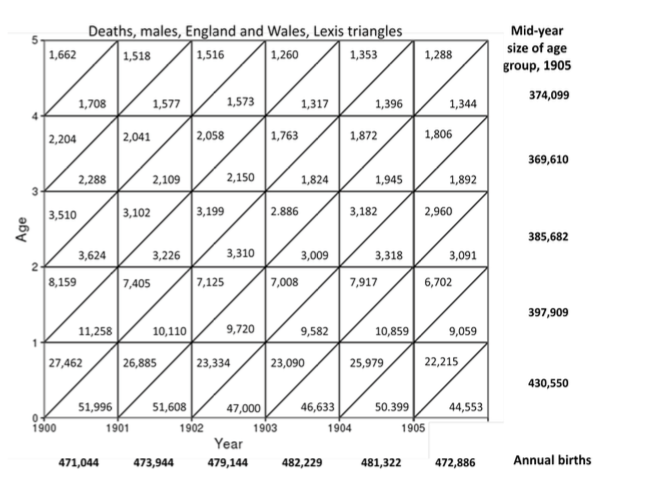 Deaths, males, England and Wales, Lexis triangles
Mid-year
size of age
group, 1905
5
1,662 1,518 1,516 1,260 1,353 1,288
1,708 1,577 1,573 1,317 1,396 1,344
374,099
4
2,204 2,041 2,058 1,763 1,872 1,806
2,288 2,109 2,150 1,824 1,945 1,892
369,610
3
3,510 3,102 3,199 2.886 3,182 2,960
3,624 3,226 3,310 3,009 3,318 3,091
385,682
2
8,159 7,405 7,125 7,008 7,917 6,702
11,258 10,110 9,720 9,582 10,859 9,059
397,909
1
27,462 26,885 23,334 23,090 25,979 22,215
51,996 51,608 47,000 46,633 50.399 44,553
430,550
0
Age
1900 1901 1902 1903 1904 1905
Year
471,044 473,944 479,144 482,229 481,322 472,886 Annual births